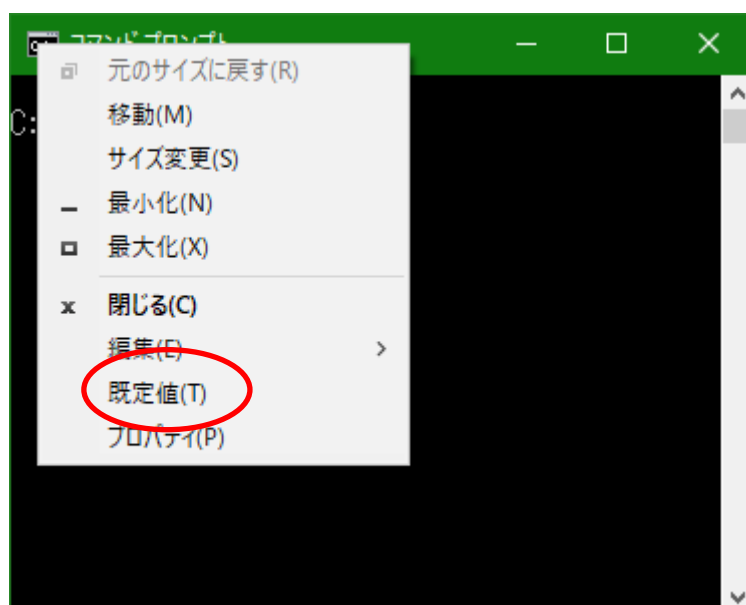 コマンド プロンプト
元のサイズに戻す(R)
C:
移動(M)
サイズ変更(S)
最小化(N)
最大化(X)
閉じる(C)
編集(E)
既定値(T)
プロパティ(P)